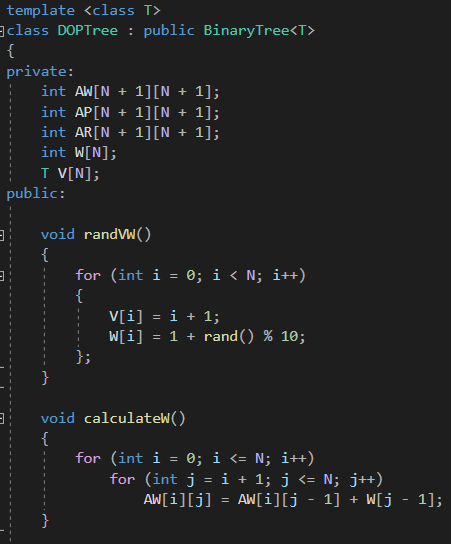 template <class T>
class DOPTree : public BinaryTree<T>
{
private:
    int AW[N + 1][N + 1];
    int AP[N + 1][N + 1];
    int AR[N + 1][N + 1];
    int W[N];
    T V[N];
public:

    void randVW()
    {
        for (int i = 0; i < N; i++)
        {
            V[i] = i + 1;
            W[i] = 1 + rand() % 10;
        };
    }

    void calculateW()
    {
        for (int i = 0; i <= N; i++)
            for (int j = i + 1; j <= N; j++)
                AW[i][j] = AW[i][j - 1] + W[j - 1];
    }